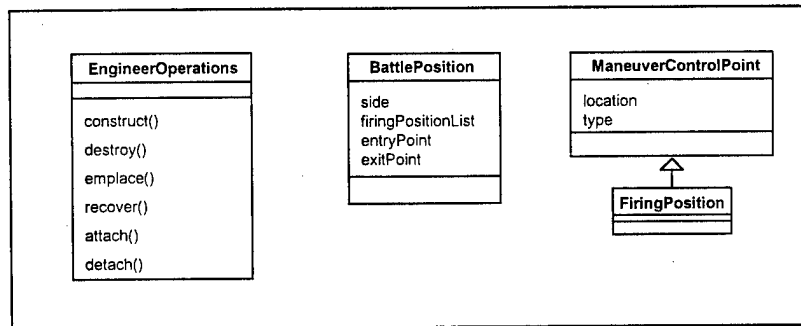 EngineerOperations
construct()
destroy()
emplace()
recover()
attach()
detach()
BattlePosition
side
firingPositionList
entryPoint
exitPoint
ManeuverControlPoint
location
type
FiringPosition